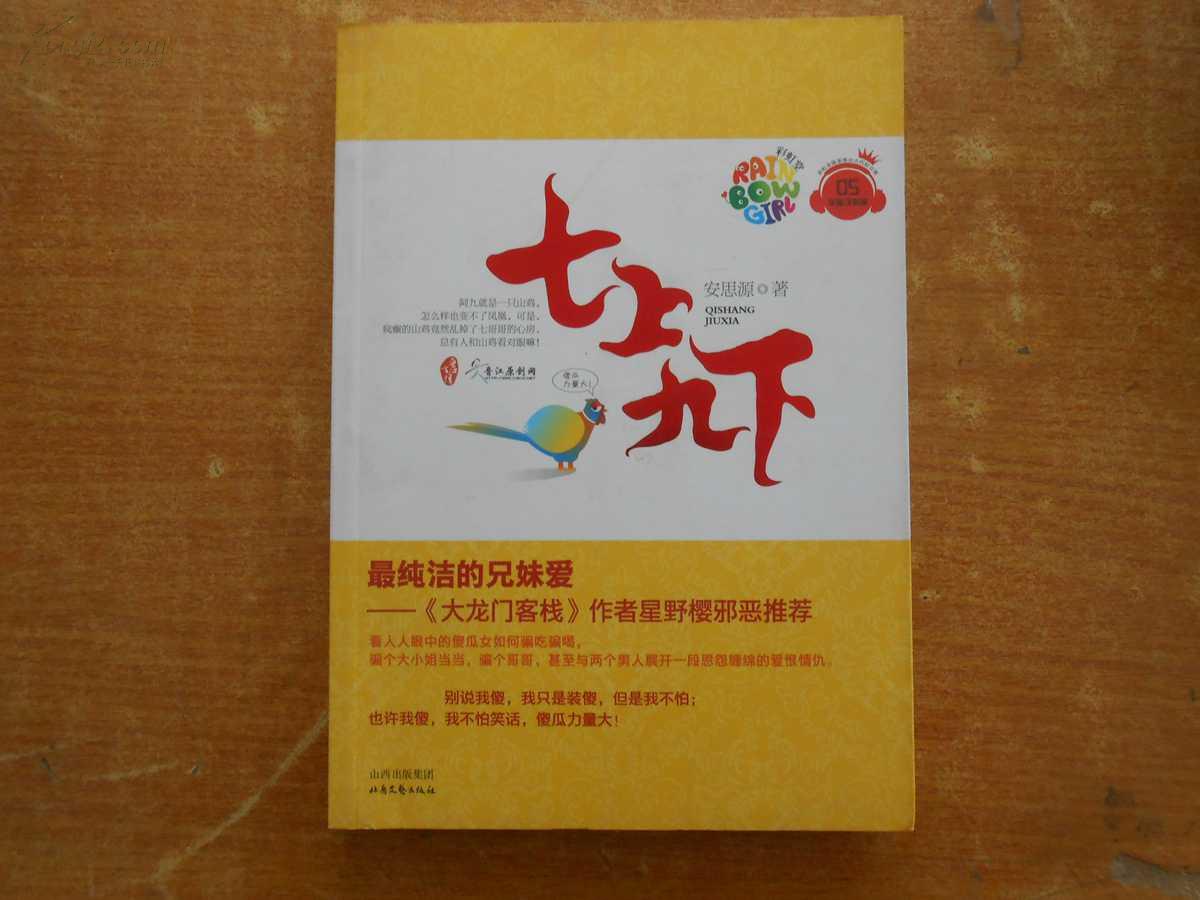 彩虹堂
RAIN
BOW
GIRL
05
七上
九下
安思源 著
QISHANG
JIUXIA
阿九就是一只山鸡，
怎么样也变不了凤凰，可是，
疯癫的山鸡竟然乱掉了七哥哥的心房，
总有人和山鸡看对眼嘛！
晋江原创网
傻瓜
力量大！
最纯洁的兄妹爱
——《大龙门客栈》作者星野樱邪恶推荐
看人人眼中的傻瓜女如何骗吃骗喝，
骗个大小姐当当，骗个哥哥，甚至与两个男人展开一段恩怨缠绵的爱恨情仇。
别说我傻，我只是装傻，但是我不怕；
也许我傻，我不怕笑话，傻瓜力量大！
山西出版集团
北岳文艺出版社